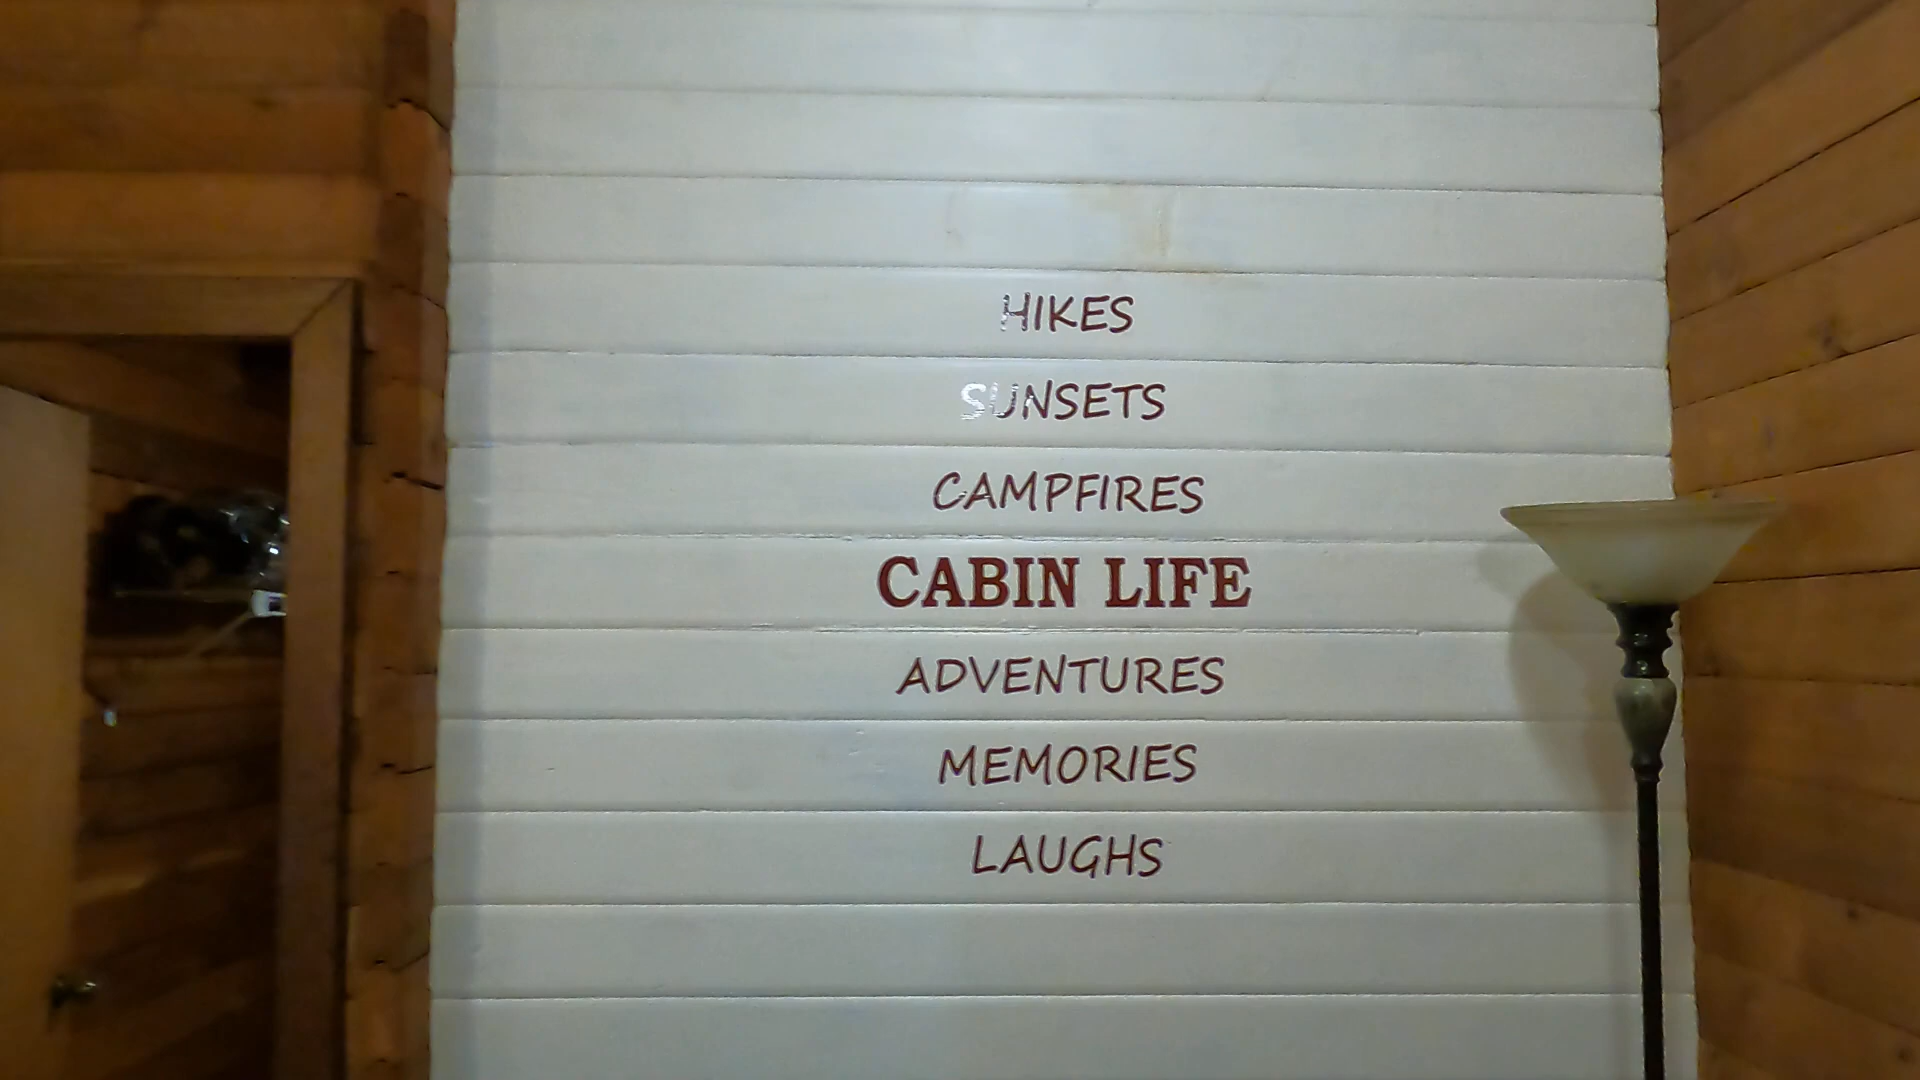 HIKES
SUNSETS
CAMPFIRES
CABIN LIFE
ADVENTURES
MEMORIES
LAUGHS